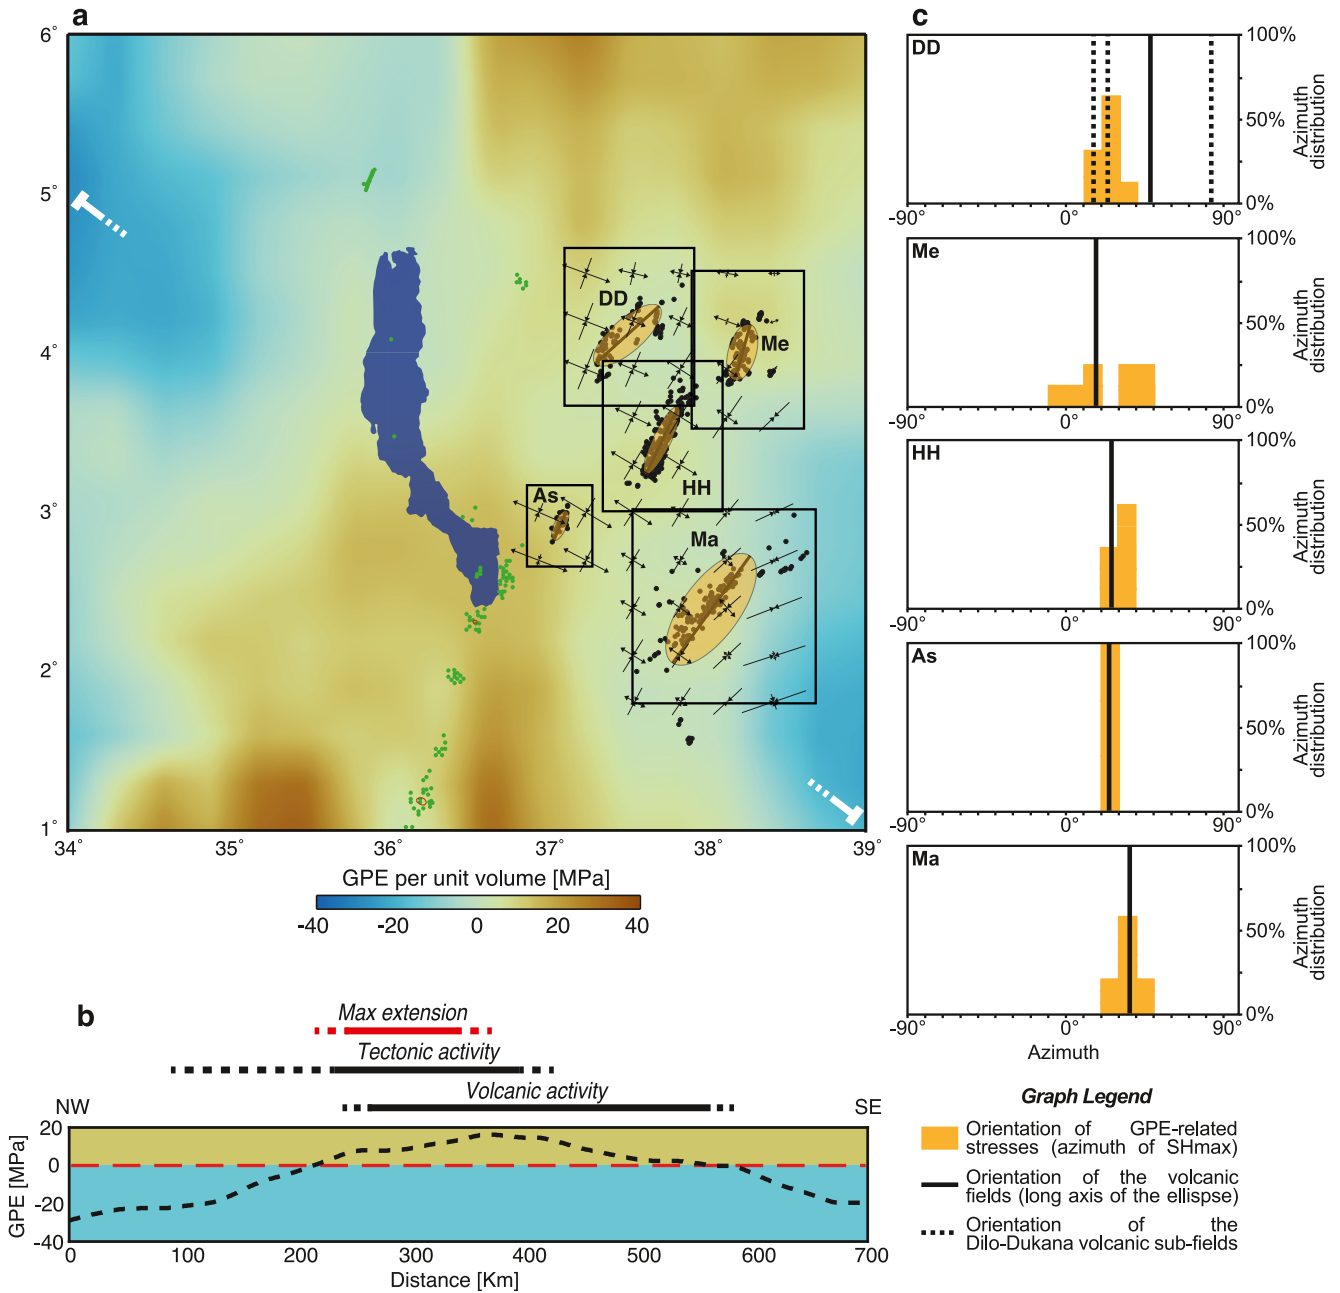 a
6°
5°
4°
3°
2°
1°
34°
35°
36°
37°
38°
39°
DD
Me
HH
As
Ma
GPE per unit volume [MPa]
-40
-20
0
20
40
b
Max extension
Tectonic activity
Volcanic activity
NW
SE
GPE [MPa]
20
0
-20
-40
0
100
200
300
400
500
600
700
Distance [Km]
c
DD
100%
50%
0%
Azimuth
distribution
-90°
0°
90°
Me
100%
50%
0%
Azimuth
distribution
-90°
0°
90°
HH
100%
50%
0%
Azimuth
distribution
-90°
0°
90°
As
100%
50%
0%
Azimuth
distribution
-90°
0°
90°
Ma
100%
50%
0%
Azimuth
distribution
-90°
0°
90°
Azimuth
Graph Legend
Orientation of GPE-related
stresses (azimuth of SHmax)
Orientation of the volcanic
fields (long axis of the ellispse)
Orientation of the
Dilo-Dukana volcanic sub-fields